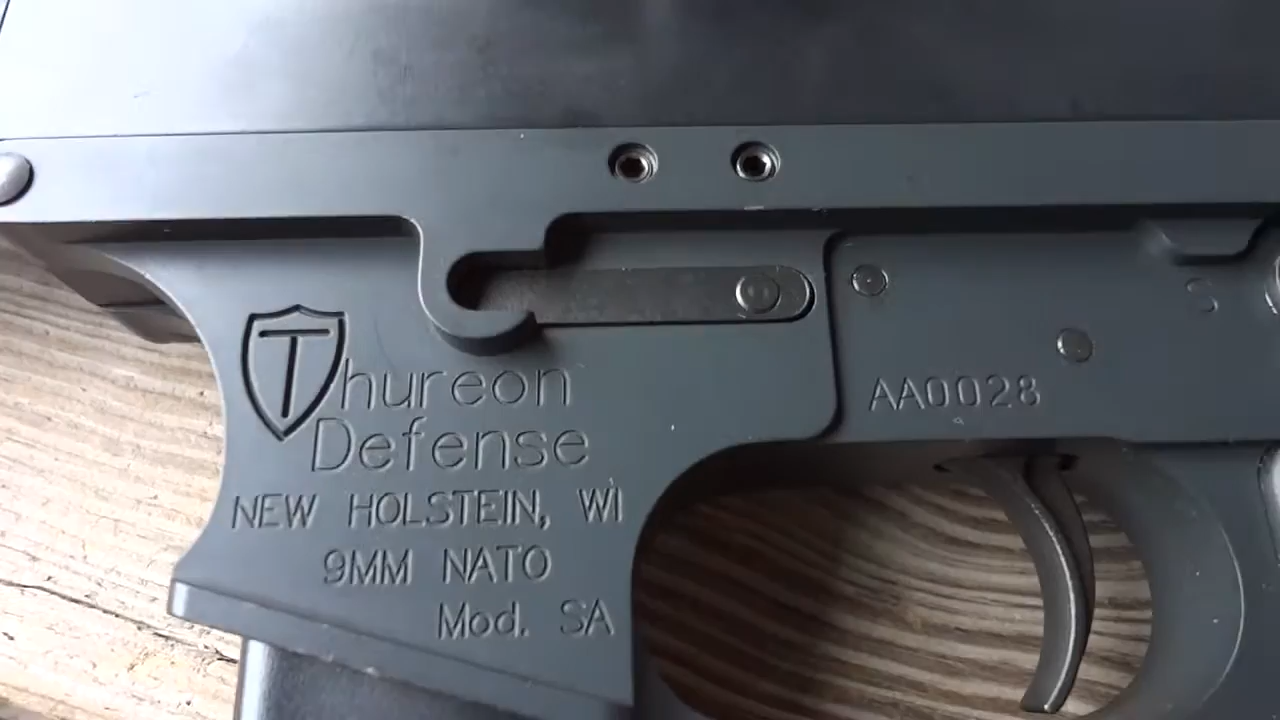 Thureon
Defense
NEW HOLSTEIN, WI
9MM NATO
Mod. SA
AA0028
S